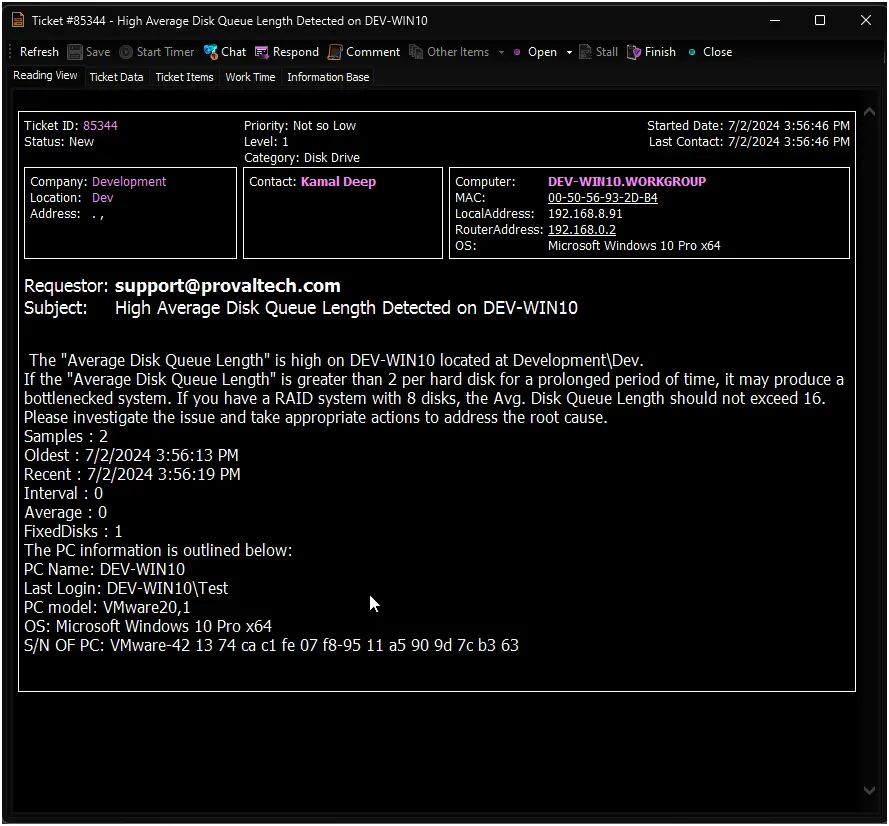 Ticket #85344 - High Average Disk Queue Length Detected on DEV-WIN10
Refresh Save Start Timer Chat Respond Comment Other Items Open Stall Finish Close
Reading View Ticket Data Ticket Items Work Time Information Base
Ticket ID: 85344
Status: New
Priority: Not so Low
Level: 1
Category: Disk Drive
Started Date: 7/2/2024 3:56:46 PM
Last Contact: 7/2/2024 3:56:46 PM
Company: Development
Location: Dev
Address: . ,
Contact: Kamal Deep
Computer: DEV-WIN10.WORKGROUP
MAC: 00-50-56-93-2D-B4
LocalAddress: 192.168.8.91
RouterAddress: 192.168.0.2
OS: Microsoft Windows 10 Pro x64
Requestor: support@provaltech.com
Subject: High Average Disk Queue Length Detected on DEV-WIN10
The "Average Disk Queue Length" is high on DEV-WIN10 located at Development\Dev.
If the "Average Disk Queue Length" is greater than 2 per hard disk for a prolonged period of time, it may produce a
bottlenecked system. If you have a RAID system with 8 disks, the Avg. Disk Queue Length should not exceed 16.
Please investigate the issue and take appropriate actions to address the root cause.
Samples : 2
Oldest : 7/2/2024 3:56:13 PM
Recent : 7/2/2024 3:56:19 PM
Interval : 0
Average : 0
FixedDisks : 1
The PC information is outlined below:
PC Name: DEV-WIN10
Last Login: DEV-WIN10\Test
PC model: VMware20,1
OS: Microsoft Windows 10 Pro x64
S/N OF PC: VMware-42 13 74 ca c1 fe 07 f8-95 11 a5 90 9d 7c b3 63